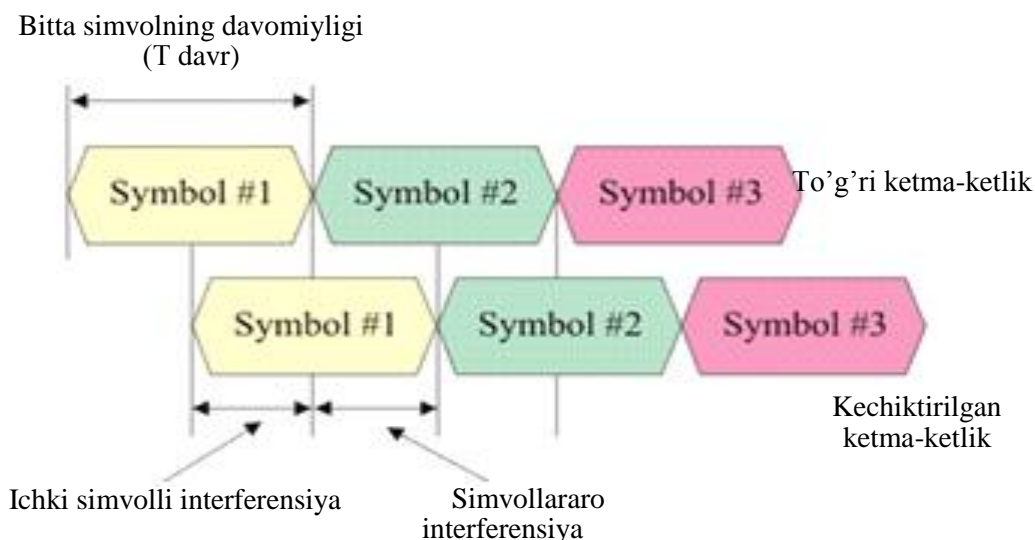 Bitta simvolning davomiyligi
(T davr)
Symbol #1
Symbol #2
Symbol #3
To’g’ri ketma-ketlik
Symbol #1
Symbol #2
Symbol #3
Kechiktirilgan
ketma-ketlik
Ichki simvolli interferensiya
Simvollararo
interferensiya